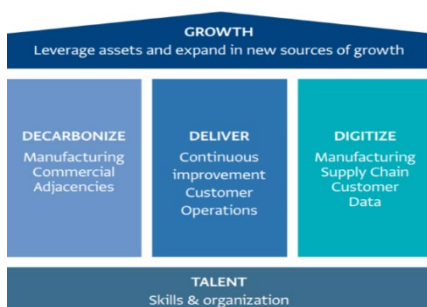 GROWTH
Leverage assets and expand in new sources of growth
DECARBONIZE
Manufacturing
Commercial
Adjacencies
DELIVER
Continuous
improvement
Customer
Operations
DIGITIZE
Manufacturing
Supply Chain
Customer
Data
TALENT
Skills & organization